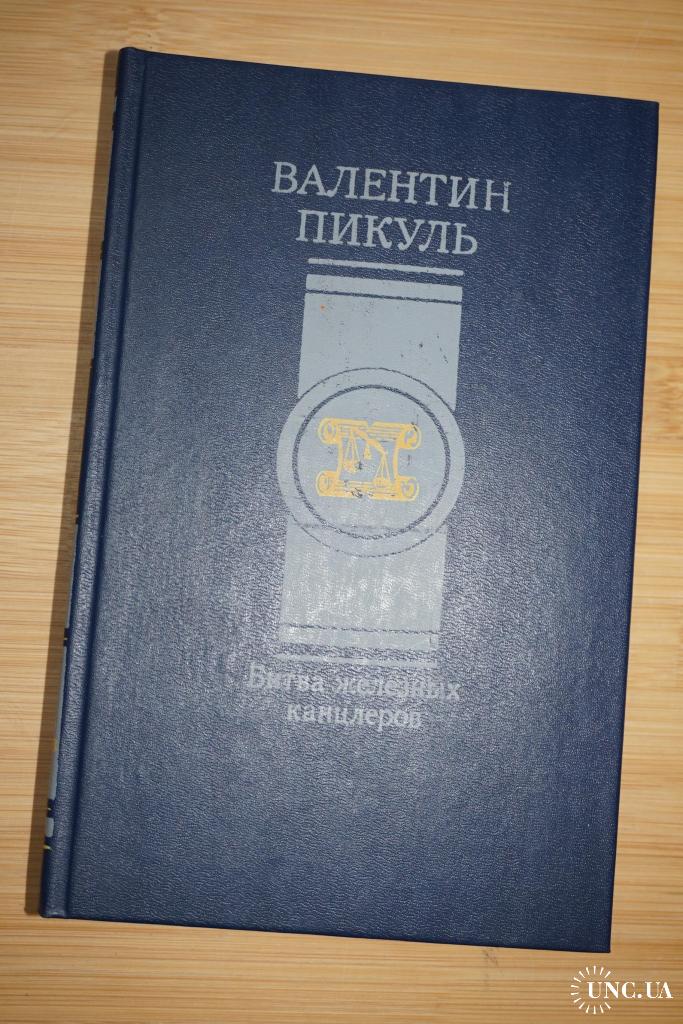 ВАЛЕНТИН
ПИКУЛЬ
Битва железных
канцлеров
UNC.UA